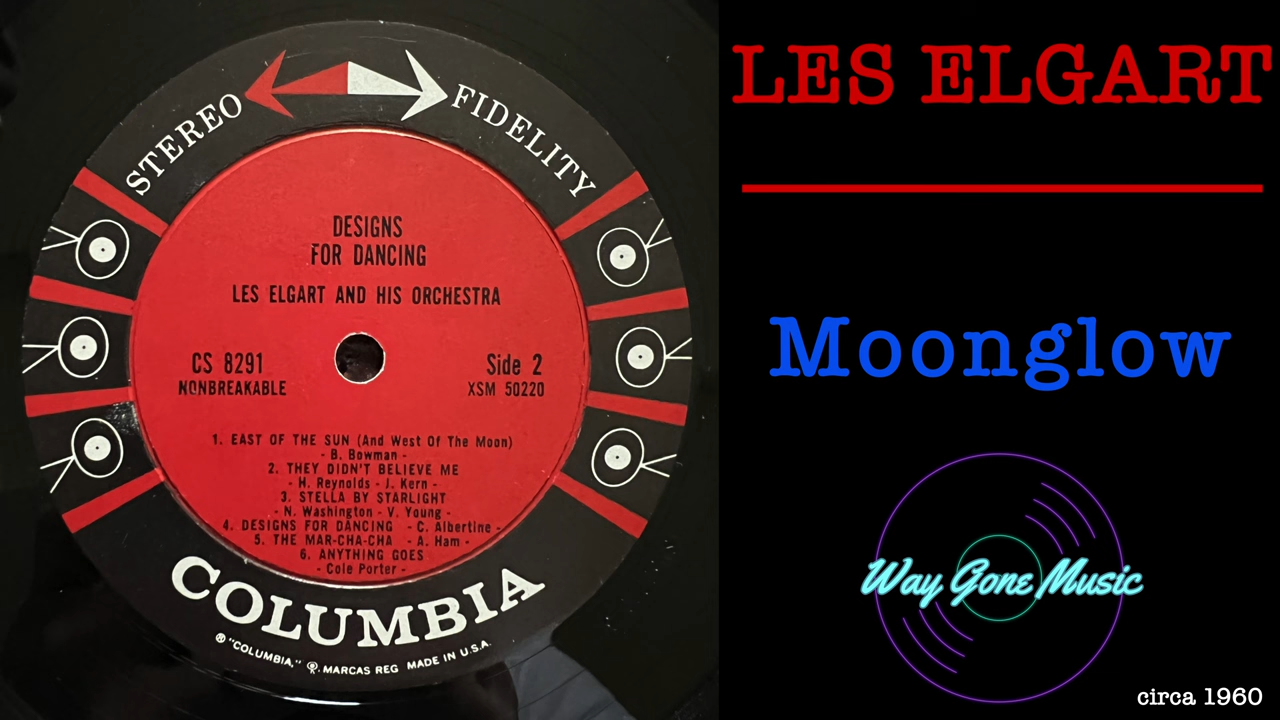 STEREO FIDELITY
DESIGNS
FOR DANCING
LES ELGART AND HIS ORCHESTRA
CS 8291
NONBREAKABLE
Side 2
XSM 50220
1. EAST OF THE SUN (And West Of The Moon)
- B. Bowman -
2. THEY DIDN'T BELIEVE ME
- H. Reynolds - J. Kern -
3. STELLA BY STARLIGHT
- N. Washington - V. Young -
4. DESIGNS FOR DANCING - C. Albertine -
5. THE MAR-CHA-CHA - A. Ham -
6. ANYTHING GOES
- Cole Porter -
COLUMBIA
® "COLUMBIA," ®. MARCAS REG MADE IN U.S.A.
LES ELGART
Moonglow
Way Gone Music
circa 1960